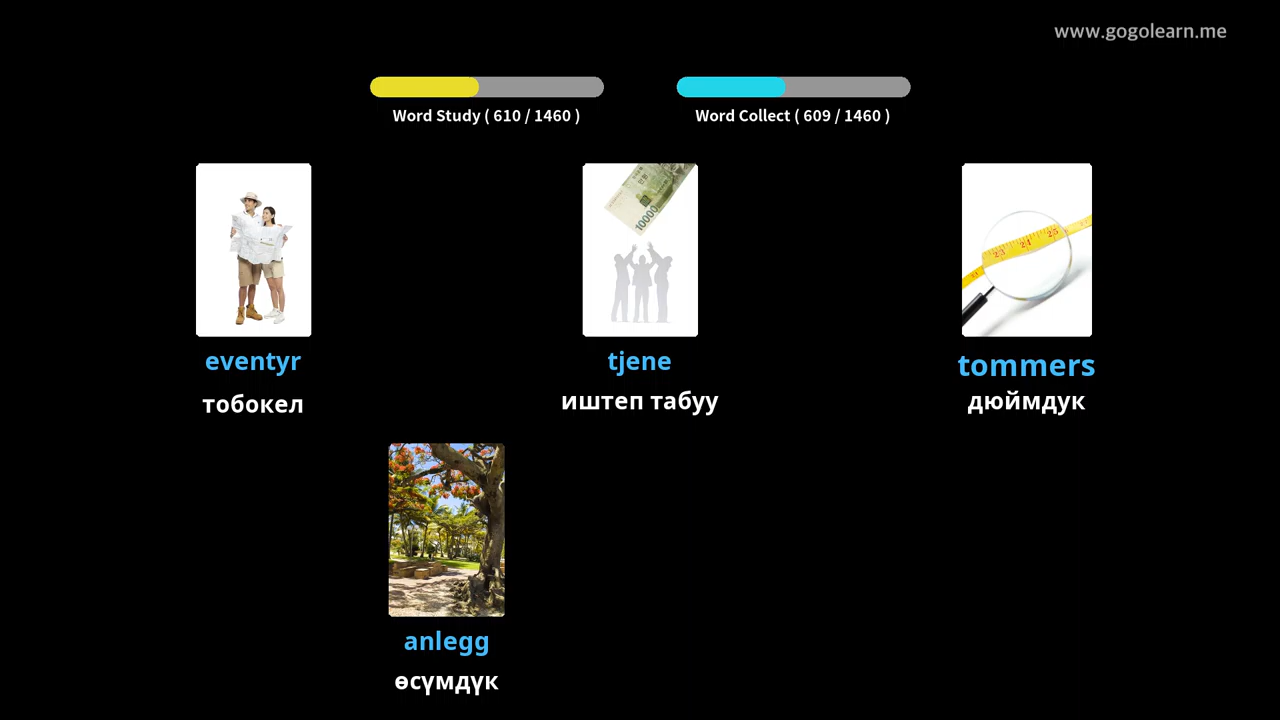 www.gogolearn.me
Word Study ( 610 / 1460 )
Word Collect ( 609 / 1460 )
10000
eventyr
tjene
tommers
тобокел
иштеп табуу
дюймдук
anlegg
өсүмдүк